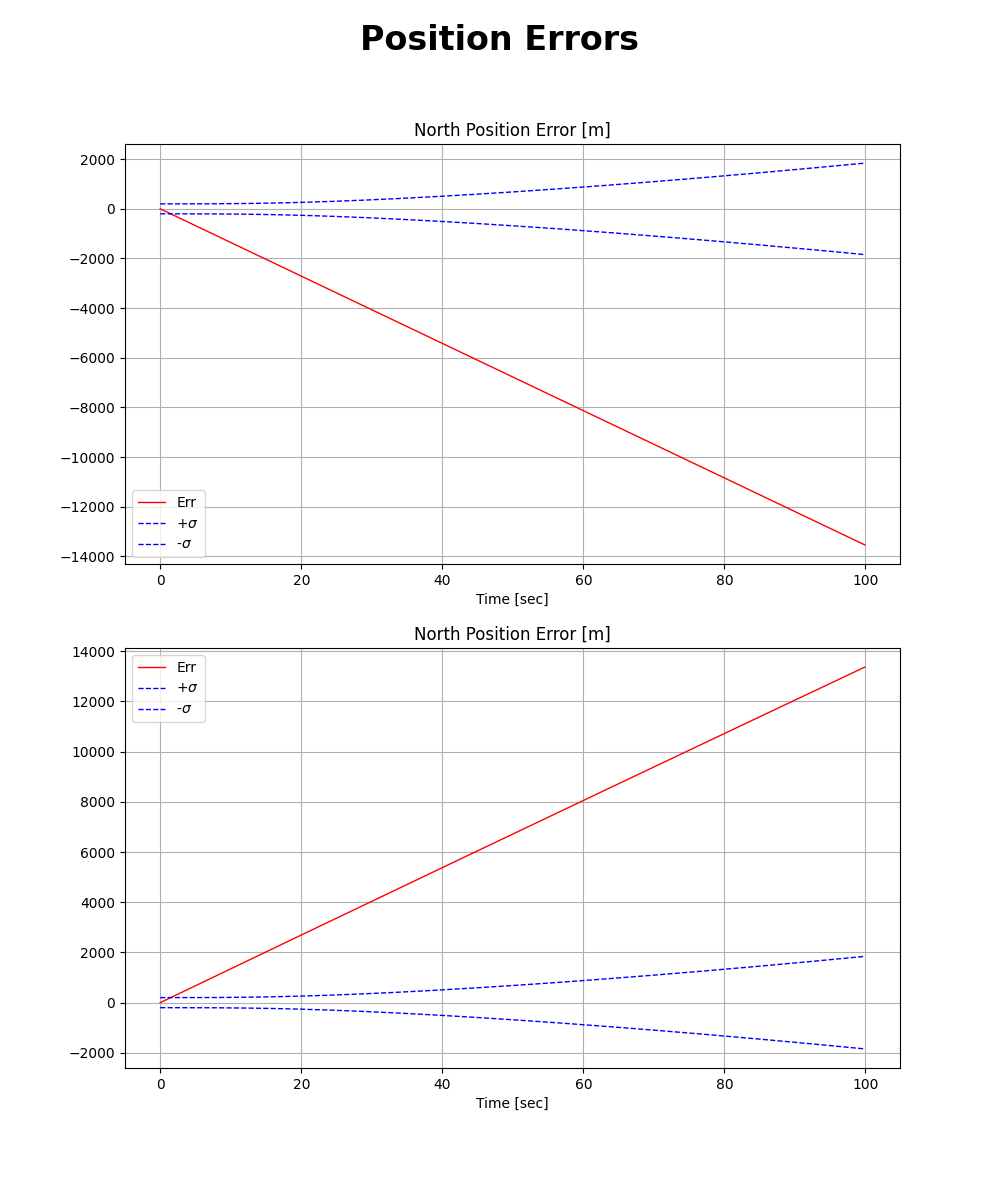 Position Errors
North Position Error [m]
2000
0
−2000
−4000
−6000
−8000
−10000
−12000
−14000
Err
+σ
-σ
0 20 40 60 80 100
Time [sec]
North Position Error [m]
14000
12000
10000
8000
6000
4000
2000
0
−2000
Err
+σ
-σ
0 20 40 60 80 100
Time [sec]